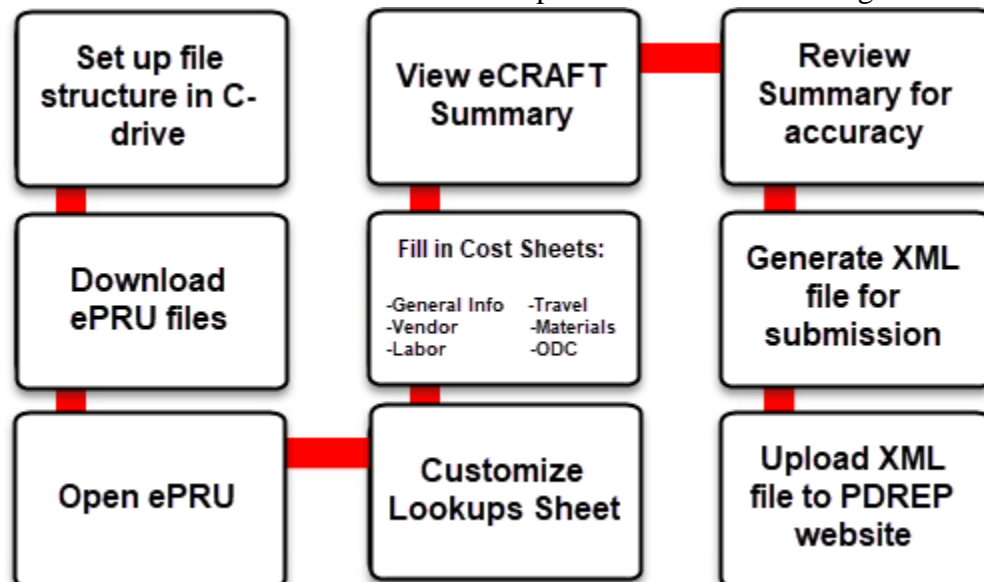 Set up file
structure in C-
drive
Download
ePRU files
Open ePRU
Customize
Lookups Sheet
Fill in Cost Sheets:
-General Info -Travel
-Vendor -Materials
-Labor -ODC
View eCRAFT
Summary
Review
Summary for
accuracy
Generate XML
file for
submission
Upload XML
file to PDREP
website